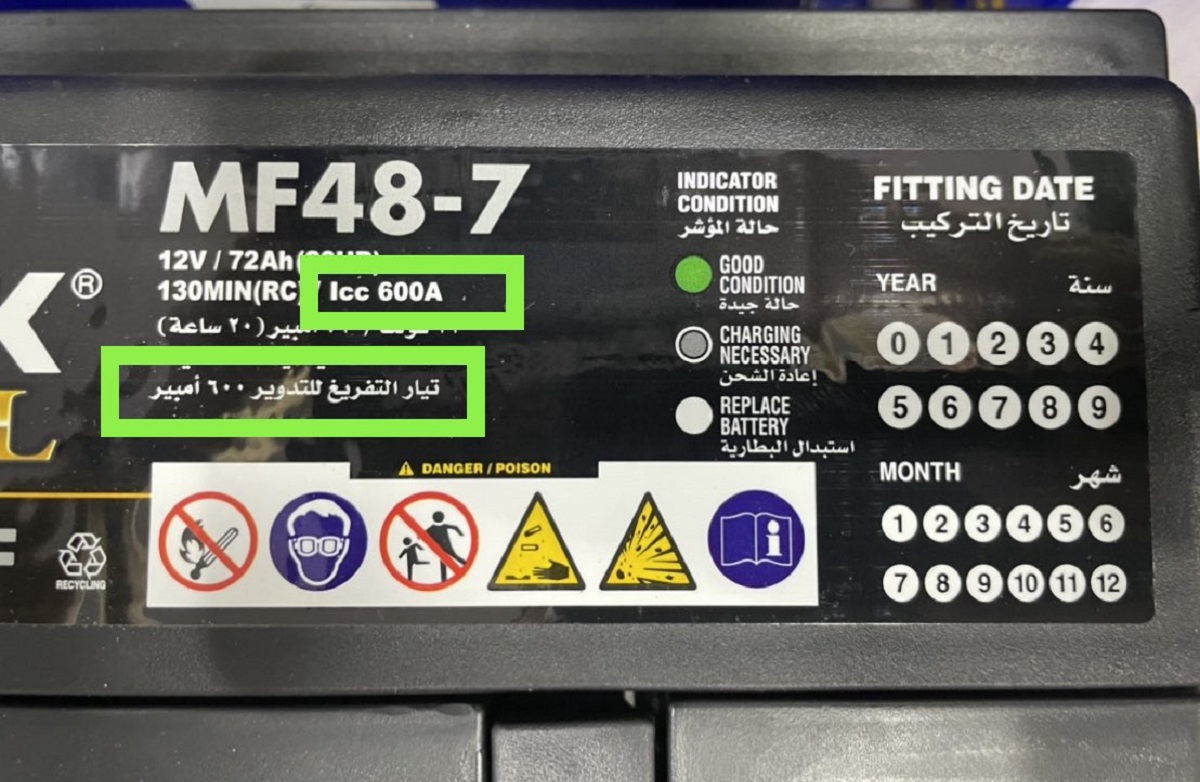 MF48-7
12V / 72Ah
130MIN(RC) / Icc 600A
أمبير (٢٠ ساعة)
تيار التفريغ للتدوير ٦٠٠ أمبير
K®
L
F
RECYCLING
DANGER / POISON
INDICATOR
CONDITION
حالة المؤشر
GOOD
CONDITION
حالة جيدة
CHARGING
NECESSARY
إعادة الشحن
REPLACE
BATTERY
استبدال البطارية
FITTING DATE
تاريخ التركيب
YEAR سنة
0 1 2 3 4
5 6 7 8 9
MONTH شهر
1 2 3 4 5 6
7 8 9 10 11 12